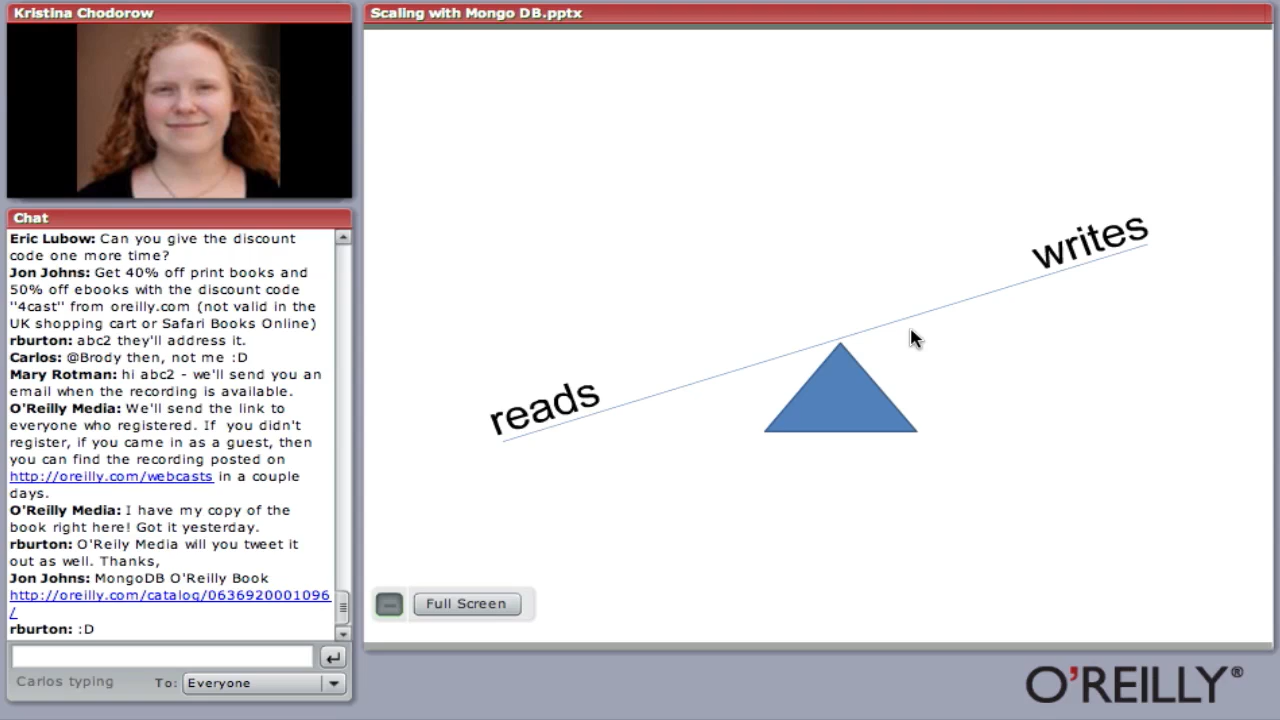 Kristina Chodorow
Scaling with Mongo DB.pptx
Chat
Eric Lubow: Can you give the discount
code one more time?
Jon Johns: Get 40% off print books and
50% off ebooks with the discount code
"4cast" from oreilly.com (not valid in the
UK shopping cart or Safari Books Online)
rburton: abc2 they'll address it.
Carlos: @Brody then, not me :D
Mary Rotman: hi abc2 - we'll send you an
email when the recording is available.
O'Reilly Media: We'll send the link to
everyone who registered. If you didn't
register, if you came in as a guest, then
you can find the recording posted on
http://oreilly.com/webcasts in a couple
days.
O'Reilly Media: I have my copy of the
book right here! Got it yesterday.
rburton: O'Reily Media will you tweet it
out as well. Thanks,
Jon Johns: MongoDB O'Reilly Book
http://oreilly.com/catalog/0636920001096
/
rburton: :D
Carlos typing
To: Everyone
writes
reads
Full Screen
O'REILLY®